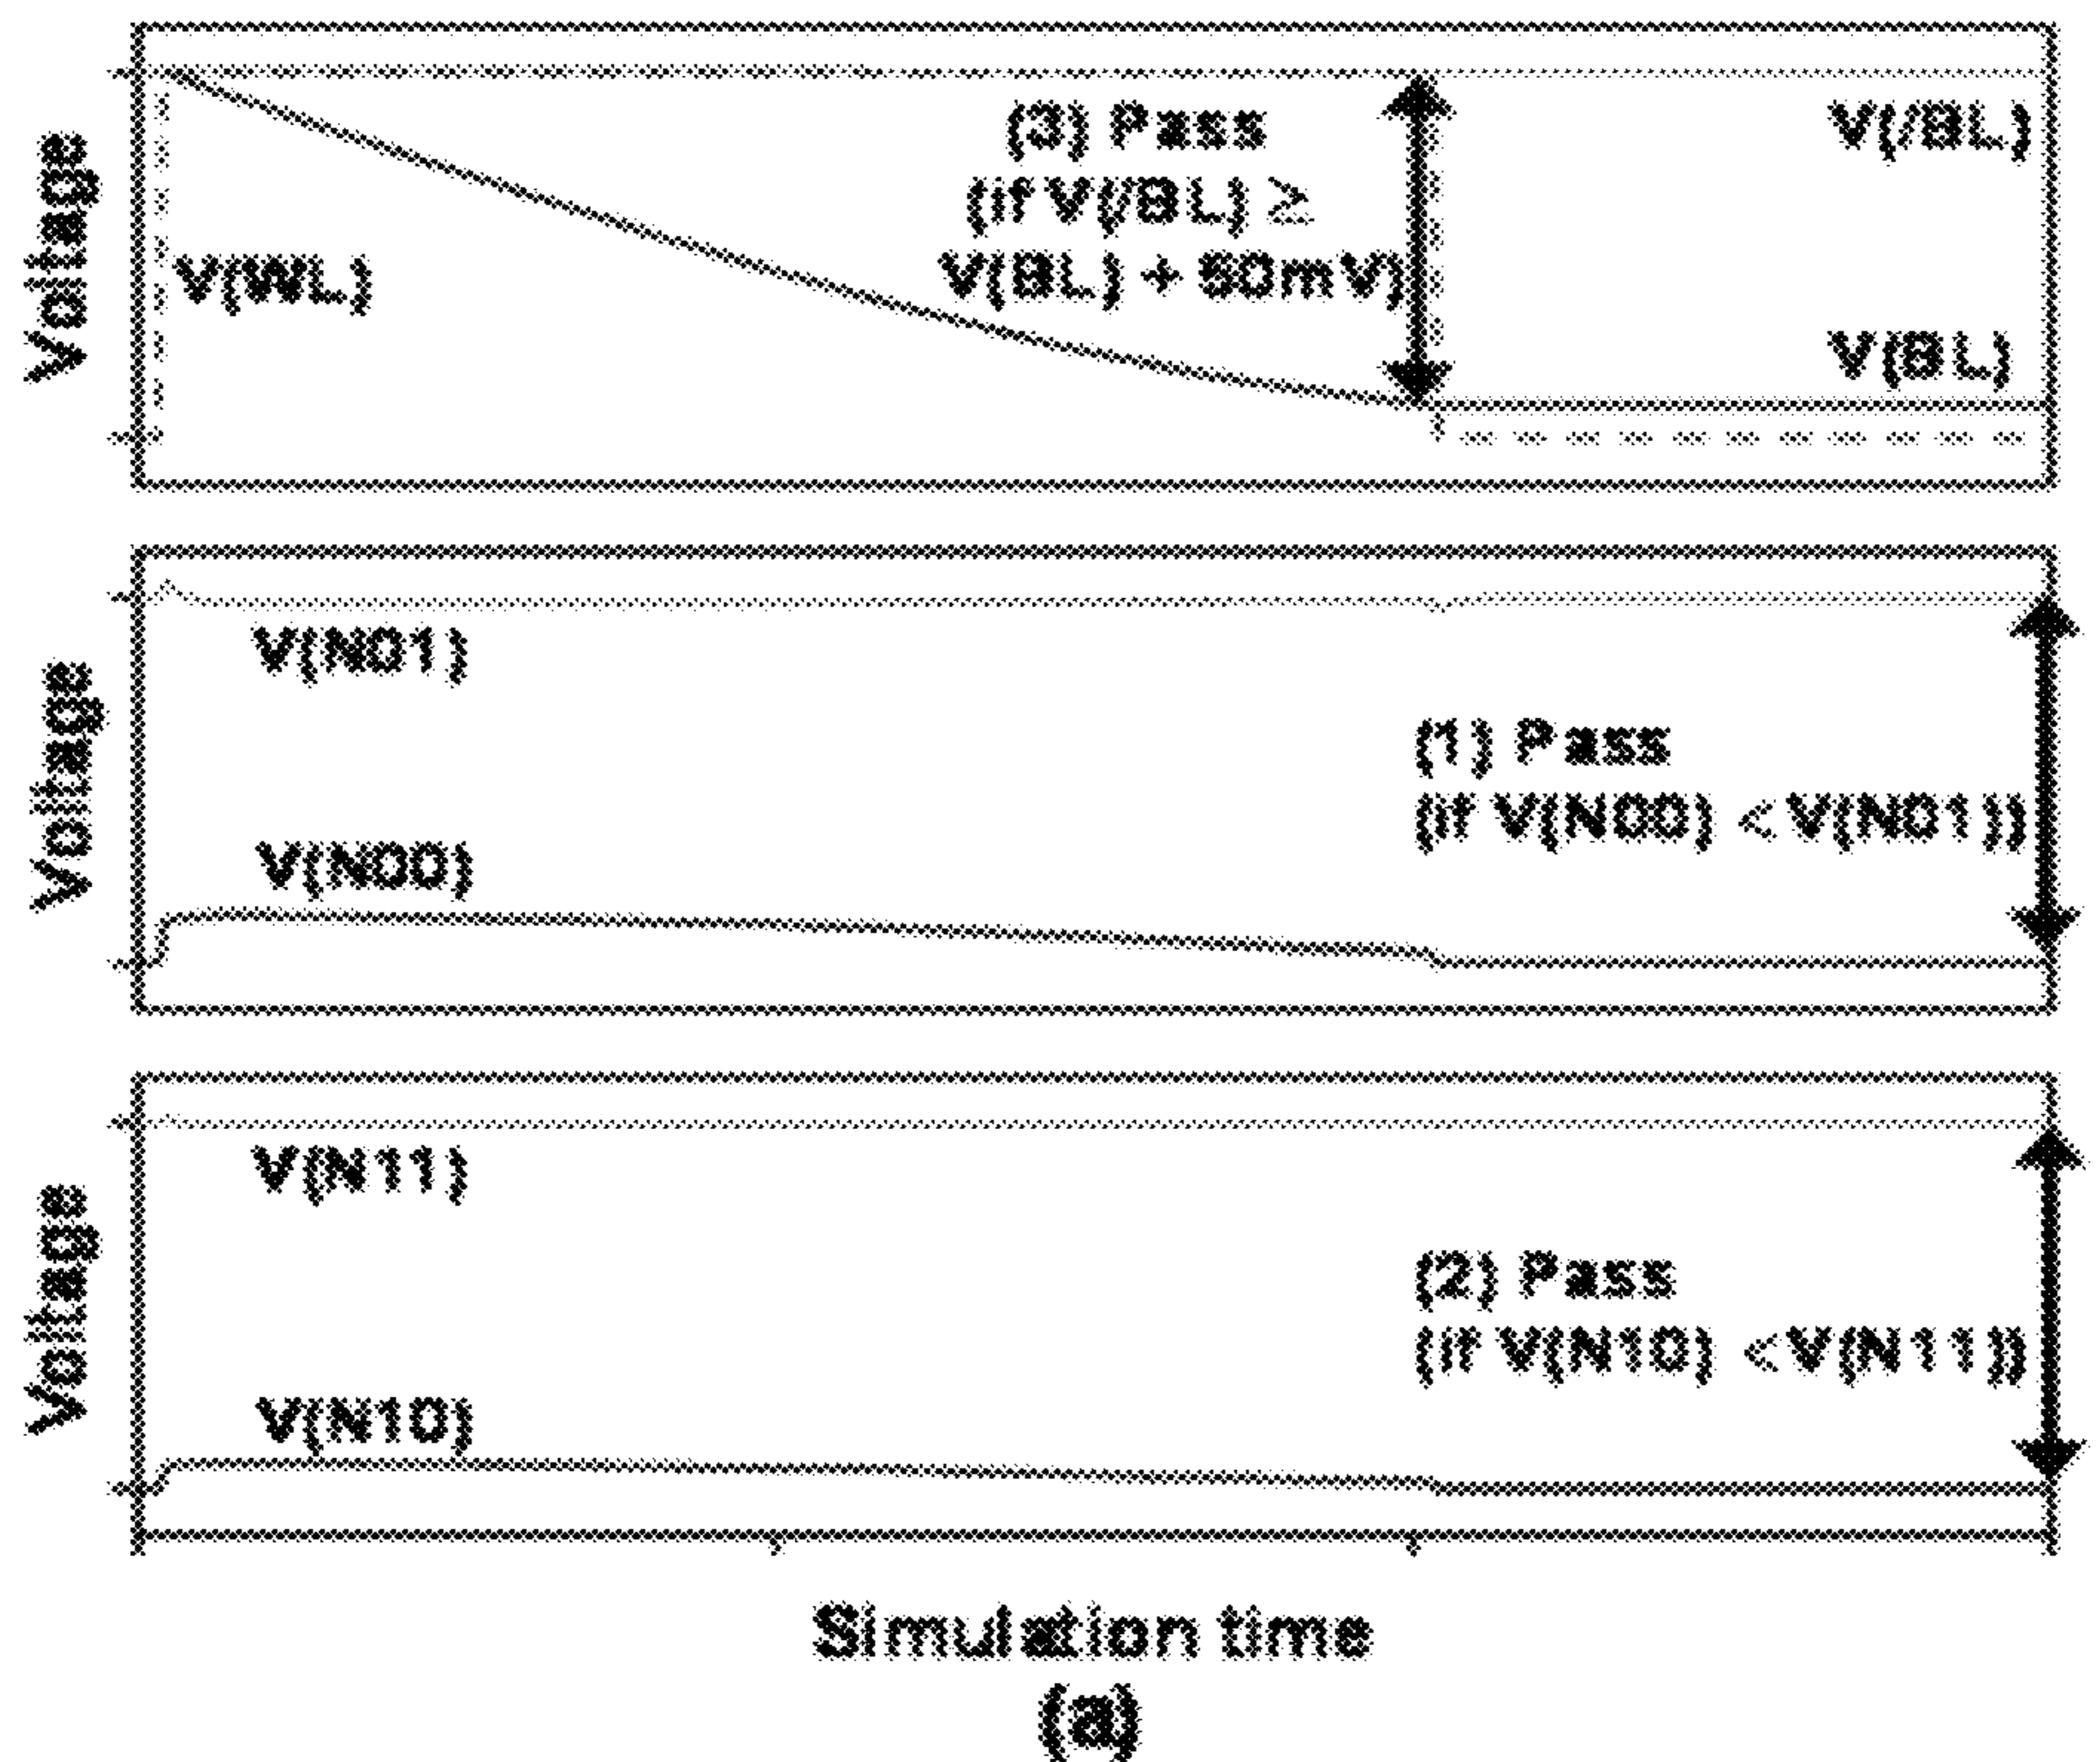 Voltage
V(WL)
(3) Pass
(if V(/BL) ≥
V(BL) + 50mV)
V(/BL)
V(BL)
Voltage
V(N01)
V(N00)
(1) Pass
(if V(N00) < V(N01))
Voltage
V(N11)
V(N10)
(2) Pass
(if V(N10) < V(N11))
Simulation time
(a)